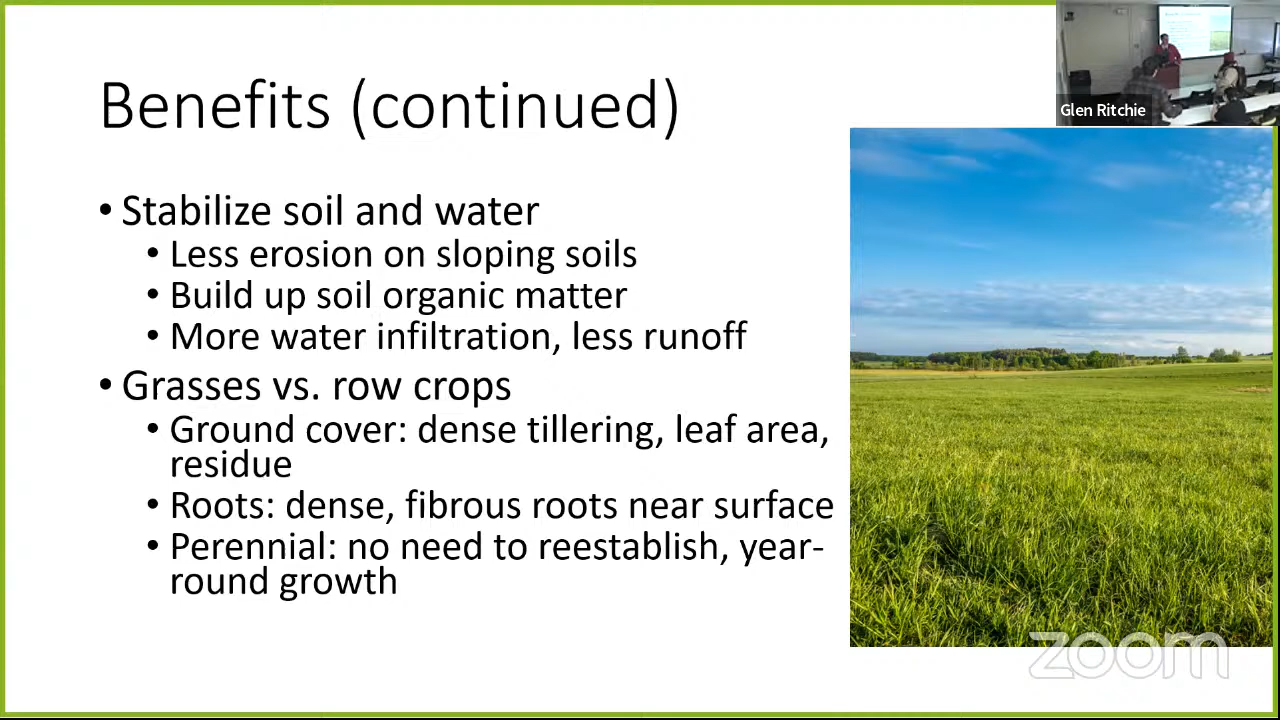 Benefits (continued)
Glen Ritchie
• Stabilize soil and water
• Less erosion on sloping soils
• Build up soil organic matter
• More water infiltration, less runoff
• Grasses vs. row crops
• Ground cover: dense tillering, leaf area,
residue
• Roots: dense, fibrous roots near surface
• Perennial: no need to reestablish, year-
round growth
zoom